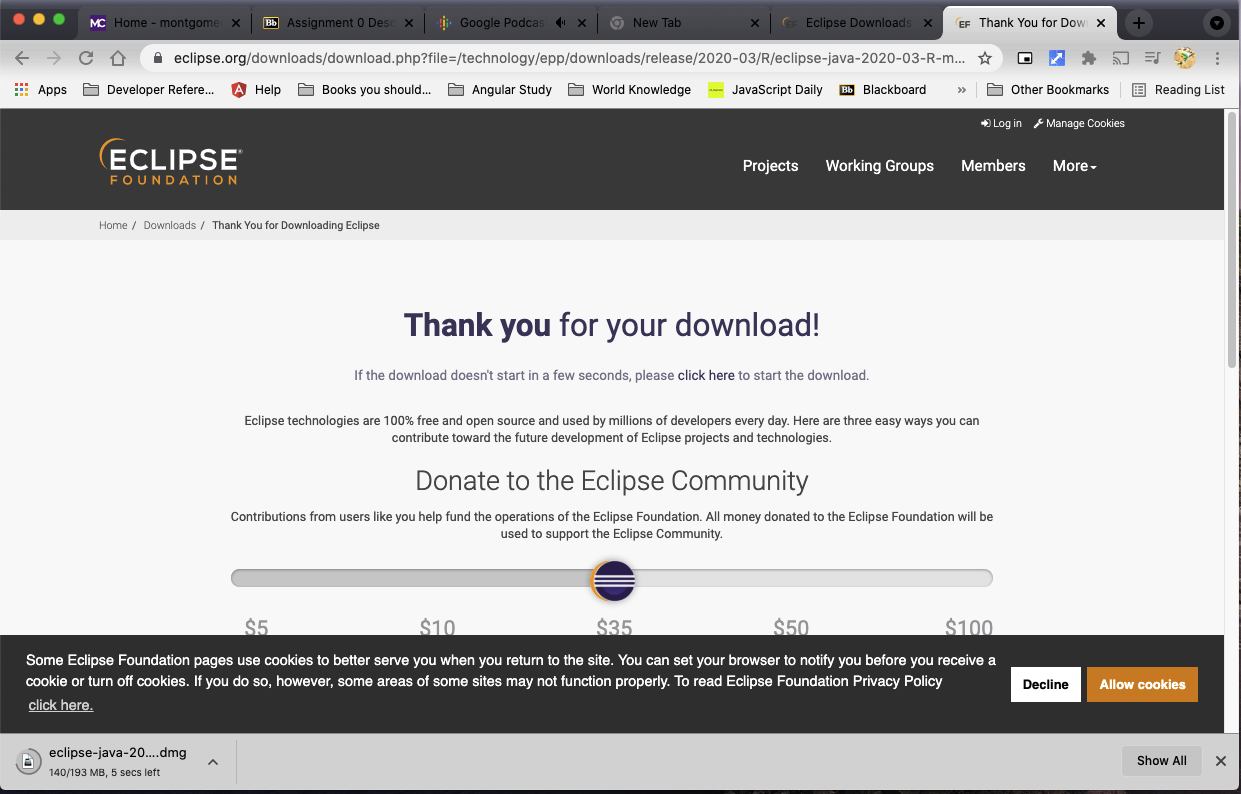 MC Home - montgome
Bb Assignment 0 Desc
Google Podcas
New Tab
EF Eclipse Downloads
EF Thank You for Dow
eclipse.org/downloads/download.php?file=/technology/epp/downloads/release/2020-03/R/eclipse-java-2020-03-R-m...
Apps
Developer Refere...
A Help
Books you should...
Angular Study
World Knowledge
JavaScript Daily
Bb Blackboard
»
Other Bookmarks
Reading List
Log in
Manage Cookies
ECLIPSE®
FOUNDATION
Projects
Working Groups
Members
More
Home / Downloads / Thank You for Downloading Eclipse
Thank you for your download!
If the download doesn't start in a few seconds, please click here to start the download.
Eclipse technologies are 100% free and open source and used by millions of developers every day. Here are three easy ways you can
contribute toward the future development of Eclipse projects and technologies.
Donate to the Eclipse Community
Contributions from users like you help fund the operations of the Eclipse Foundation. All money donated to the Eclipse Foundation will be
used to support the Eclipse Community.
$5 $10 $35 $50 $100
Some Eclipse Foundation pages use cookies to better serve you when you return to the site. You can set your browser to notify you before you receive a
cookie or turn off cookies. If you do so, however, some areas of some sites may not function properly. To read Eclipse Foundation Privacy Policy
click here.
Decline
Allow cookies
eclipse-java-20....dmg
140/193 MB, 5 secs left
Show All